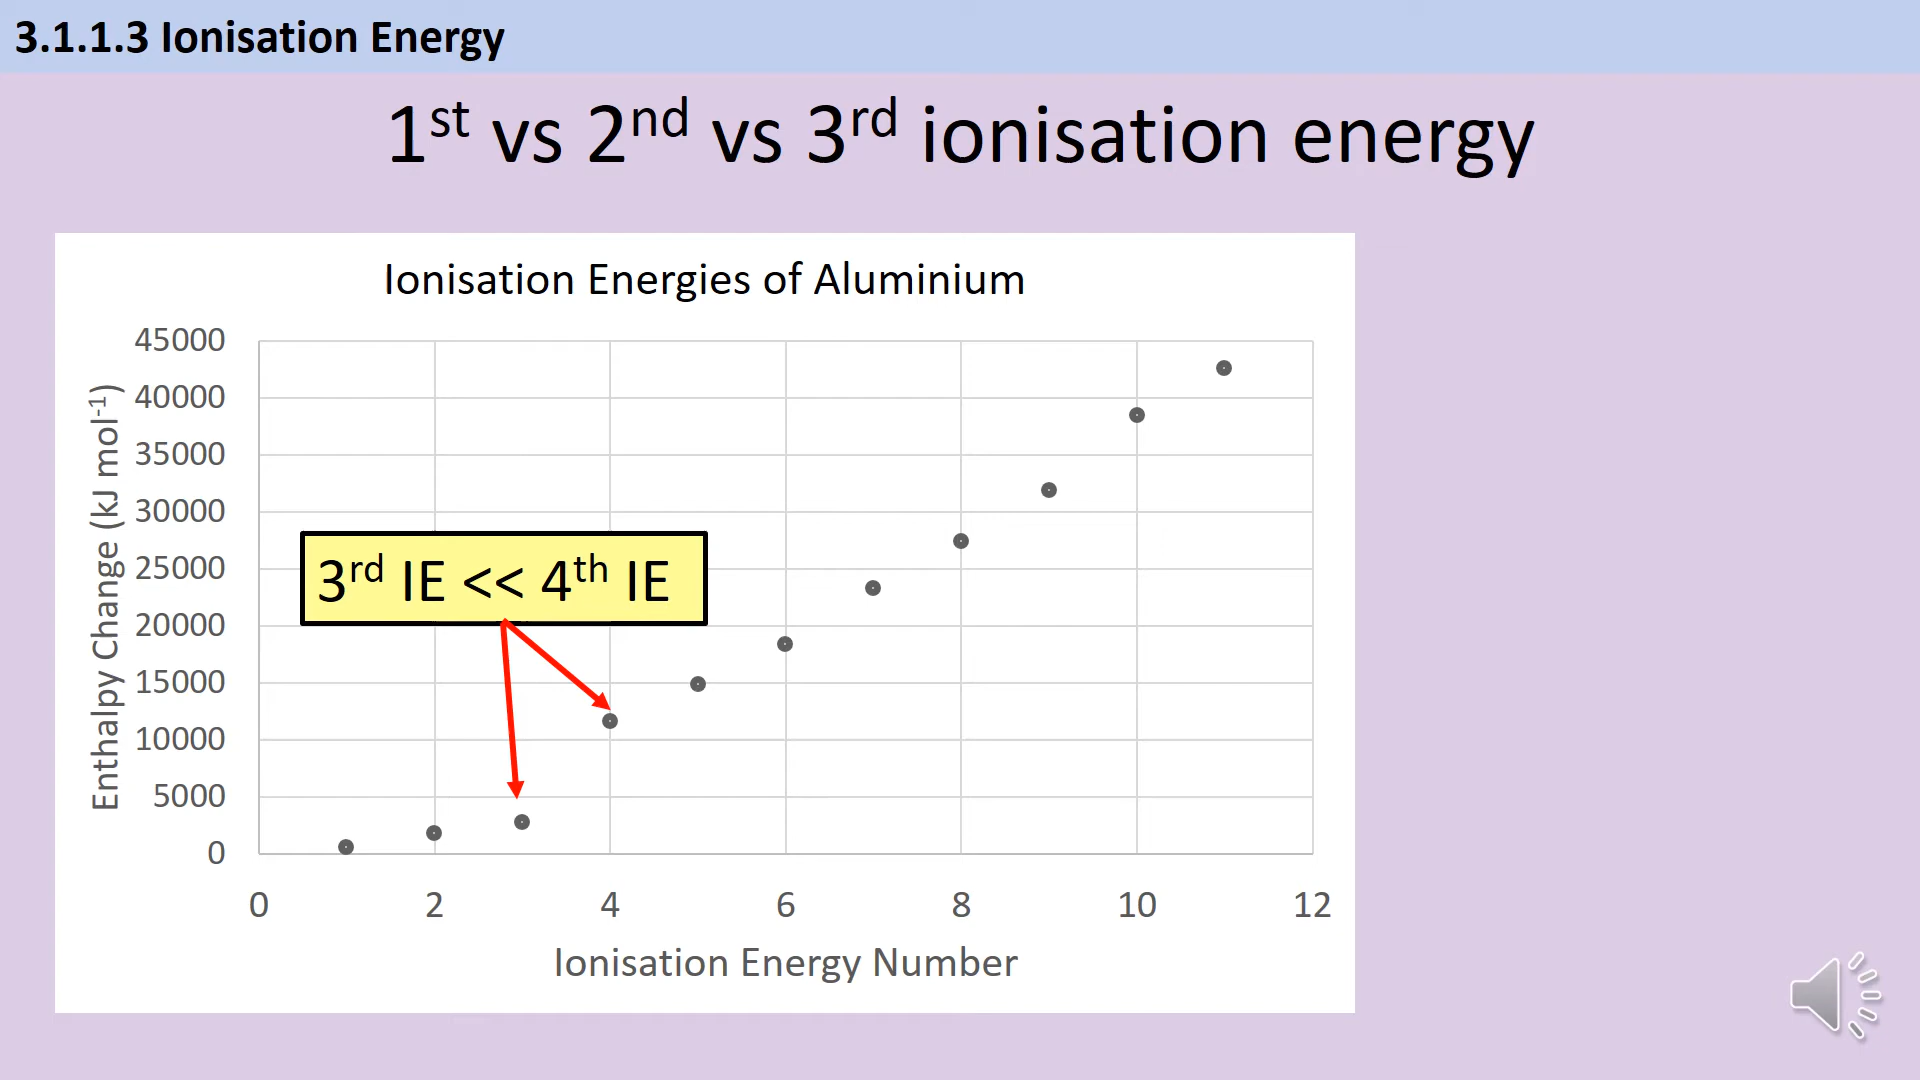 3.1.1.3 Ionisation Energy
1st vs 2nd vs 3rd ionisation energy
Ionisation Energies of Aluminium
Enthalpy Change (kJ mol-1)
45000
40000
35000
30000
25000
20000
15000
10000
5000
0
3rd IE << 4th IE
0 2 4 6 8 10 12
Ionisation Energy Number